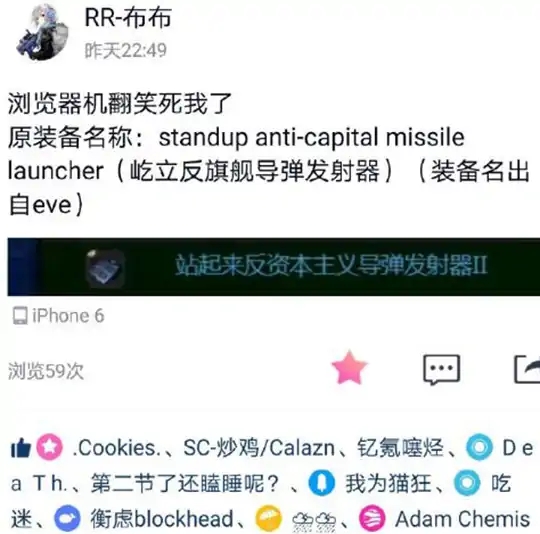 RR-布布
昨天22:49
浏览器机翻笑死我了
原装备名称：standup anti-capital missile
launcher（屹立反旗舰导弹发射器）（装备名出
自eve）
站起来反资本主义导弹发射器II
iPhone 6
浏览59次
.Cookies.、SC-炒鸡/Calazn、钇氪噻烃、 D e
a T h.、第二节了还瞌睡呢？、 我为猫狂、 吃
迷、 衡虑blockhead、 ⛈⛈、 Adam Chemis